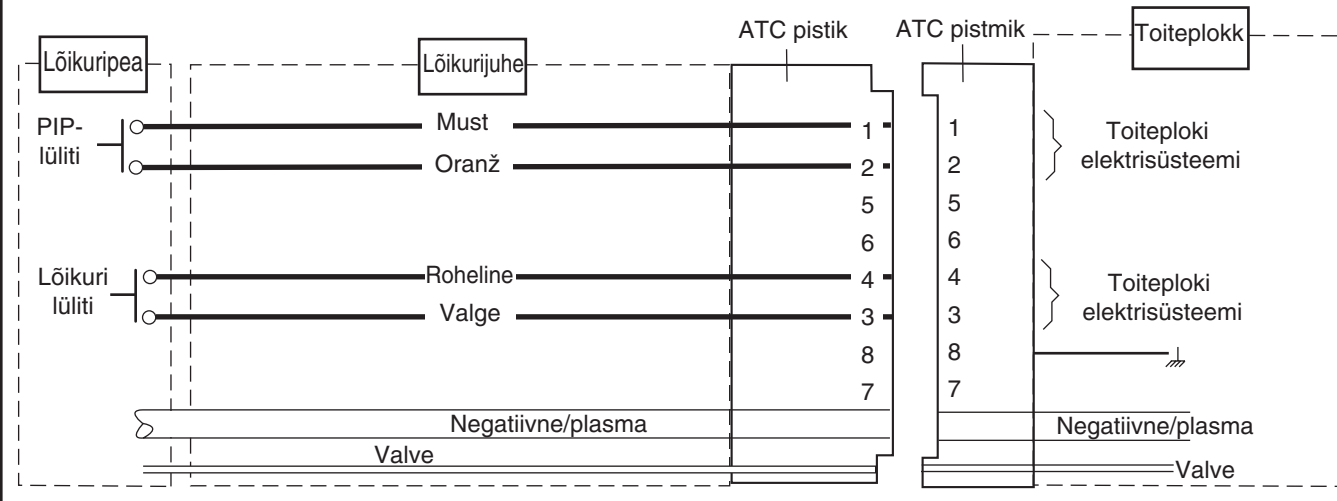 ATC pistik
ATC pistmik
Toiteplokk
Lõikuripea
Lõikurijuhe
PIP-
lüliti
Must
1
1
Toiteploki
elektrisüsteemi
Oranž
2
2
5
5
6
6
Lõikuri
lüliti
Roheline
4
4
Toiteploki
elektrisüsteemi
Valge
3
3
8
8
7
7
Negatiivne/plasma
Negatiivne/plasma
Valve
Valve